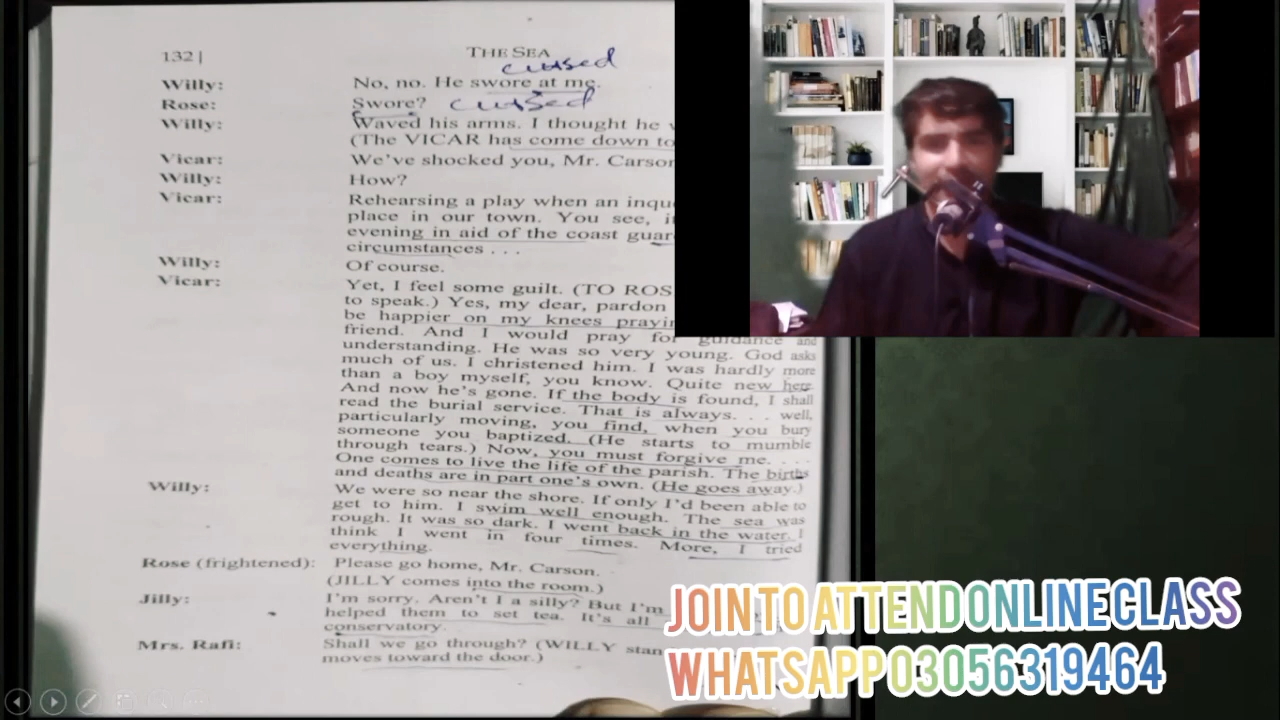 132| THE SEA
cursed
Willy: No, no. He swore at me.
Rose: Swore? cussed
Willy: Waved his arms. I thought he
(The VICAR has come down to
Vicar: We've shocked you, Mr. Carson
Willy: How?
Vicar: Rehearsing a play when an
place in our town. You see,
evening in aid of the coast
circumstances . . .
Willy: Of course.
Vicar: Yet, I feel some guilt. (TO
to speak.) Yes, my dear, pardon
be happier on my knees
friend. And I would pray for guidance and
understanding. He was so very young. God asks
much of us. I christened him. I was hardly more
than a boy myself, you know. Quite new here.
And now he's gone. If the body is found, I shall
read the burial service. That is always. . . well,
particularly moving, you find, when you bury
someone you baptized. (He starts to mumble
through tears.) Now, you must forgive me. . . .
One comes to live the life of the parish. The births
and deaths are in part one's own. (He goes away.)
Willy: We were so near the shore. If only I'd been able to
get to him. I swim well enough. The sea was
rough. It was so dark. I went back in the water. I
think I went in four times. More, I tried
everything.
Rose (frightened): Please go home, Mr. Carson.
(JILLY comes into the room.)
Jilly: I'm sorry. Aren't I a silly? But I'm
helped them to set tea. It's all
conservatory.
Mrs. Rafi: Shall we go through? (WILLY
moves toward the door.)
JOIN TO ATTEND ONLINE CLASS
WHATSAPP 03056319464